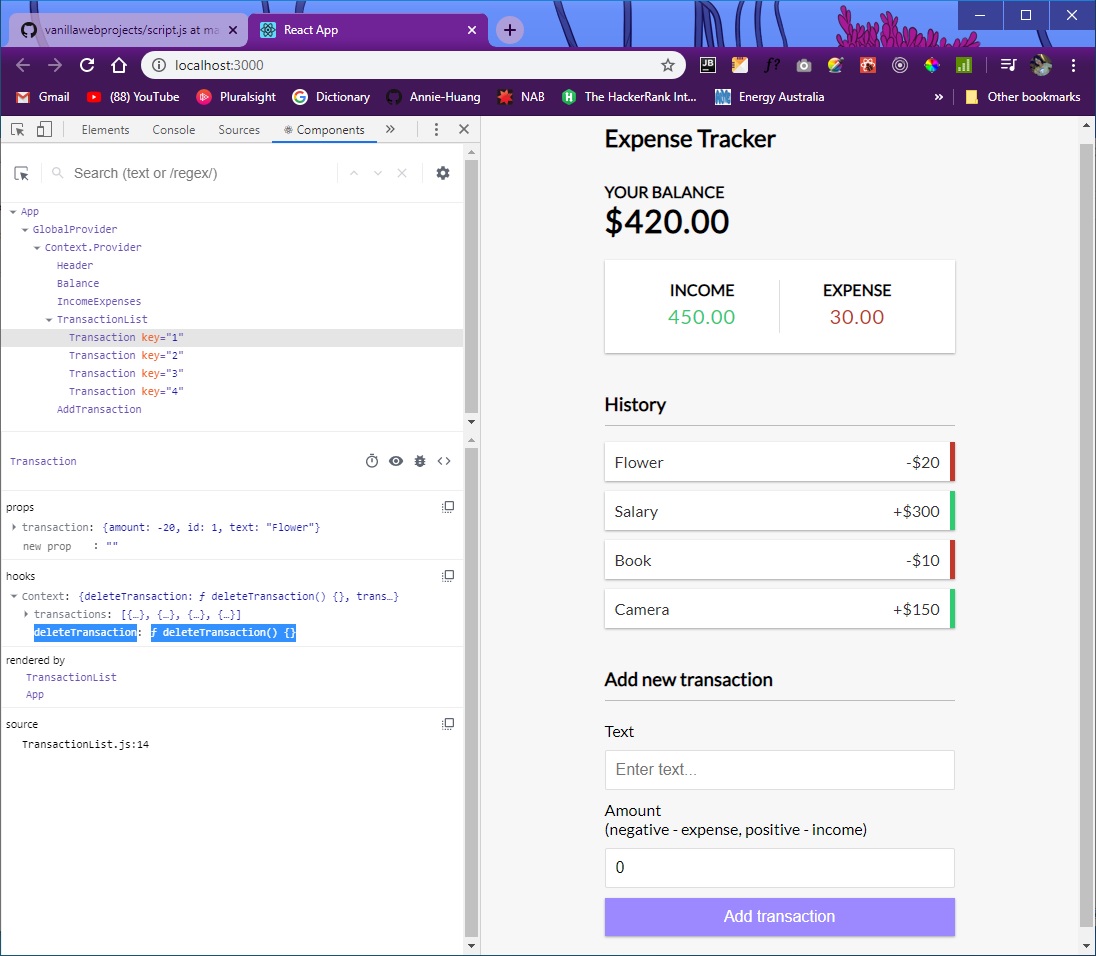 vanillawebprojects/script.js at ma
React App
localhost:3000
Gmail
(88) YouTube
Pluralsight
Dictionary
Annie-Huang
NAB
The HackerRank Int...
Energy Australia
»
Other bookmarks
Elements
Console
Sources
Components
»
Search (text or /regex/)
App
GlobalProvider
Context.Provider
Header
Balance
IncomeExpenses
TransactionList
Transaction key="1"
Transaction key="2"
Transaction key="3"
Transaction key="4"
AddTransaction
Transaction
props
transaction: {amount: -20, id: 1, text: "Flower"}
new prop : ""
hooks
Context: {deleteTransaction: ƒ deleteTransaction() {}, trans…}
transactions: [{…}, {…}, {…}, {…}]
deleteTransaction: ƒ deleteTransaction() {}
rendered by
TransactionList
App
source
TransactionList.js:14
Expense Tracker
YOUR BALANCE
$420.00
INCOME
450.00
EXPENSE
30.00
History
Flower -$20
Salary +$300
Book -$10
Camera +$150
Add new transaction
Text
Enter text...
Amount
(negative - expense, positive - income)
0
Add transaction